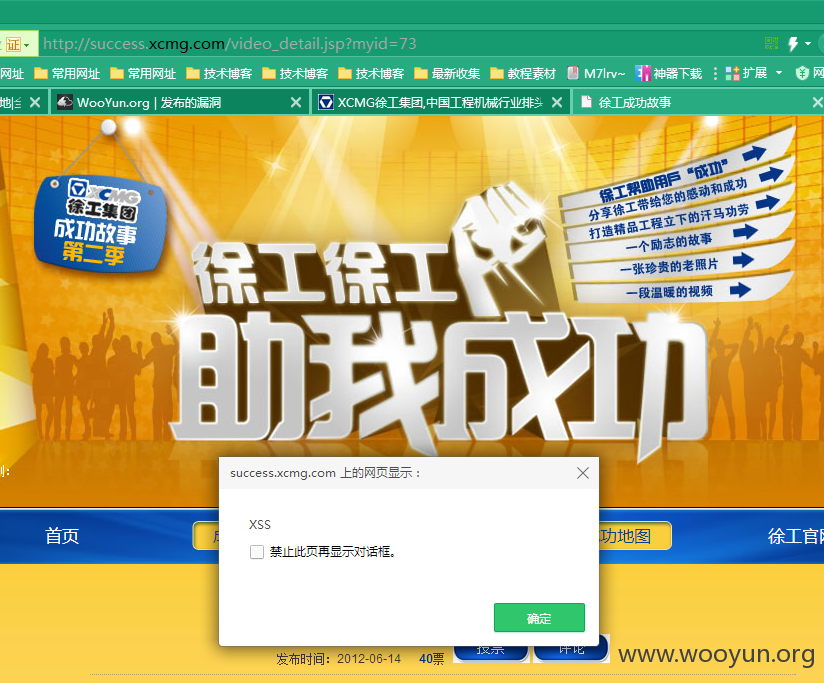 证 http://success.xcmg.com/video_detail.jsp?myid=73
网址 常用网址 常用网址 技术博客 技术博客 技术博客 最新收集 教程素材 M7lrv~ 神器下载 扩展 网
WooYun.org | 发布的漏洞 XCMG徐工集团,中国工程机械行业排头 徐工成功故事
XCMG
徐工集团
成功故事
第二季
徐工徐工
助我成功
徐工帮助用户“成功”
分享徐工带给您的感动和成功
打造精品工程立下的汗马功劳
一个励志的故事
一张珍贵的老照片
一段温暖的视频
success.xcmg.com 上的网页显示：
XSS
禁止此页再显示对话框。
确定
首页 功地图 徐工官网
发布时间：2012-06-14 40票 投票 评论
www.wooyun.org